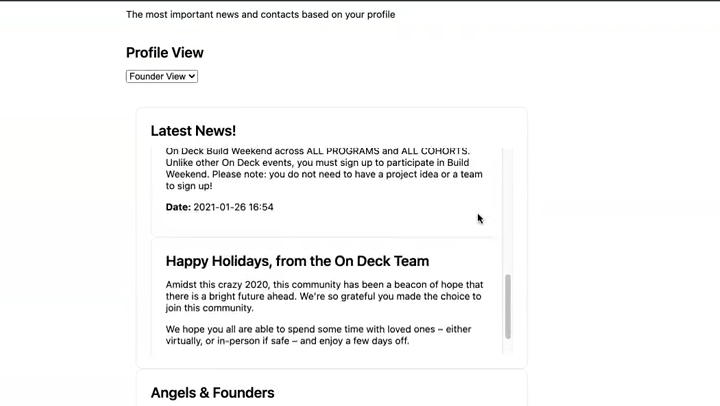 The most important news and contacts based on your profile
Profile View
Founder View
Latest News!
On Deck Build Weekend across ALL PROGRAMS and ALL COHORTS.
Unlike other On Deck events, you must sign up to participate in Build
Weekend. Please note: you do not need to have a project idea or a team
to sign up!
Date: 2021-01-26 16:54
Happy Holidays, from the On Deck Team
Amidst this crazy 2020, this community has been a beacon of hope that
there is a bright future ahead. We're so grateful you made the choice to
join this community.
We hope you all are able to spend some time with loved ones – either
virtually, or in-person if safe – and enjoy a few days off.
Angels & Founders